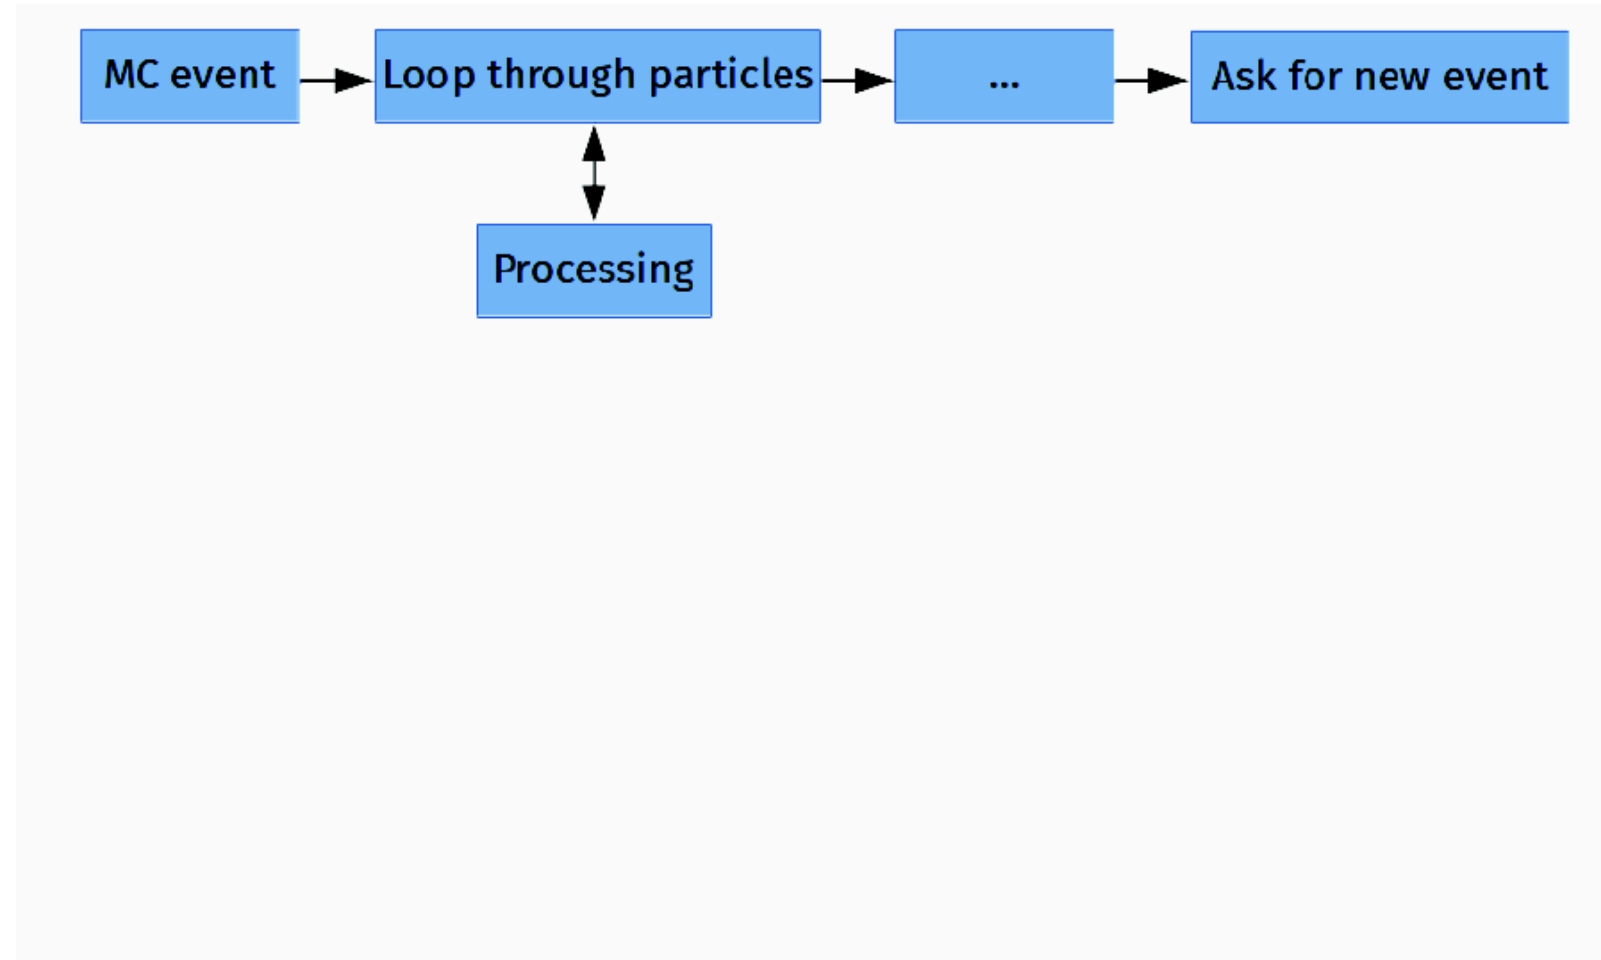 MC event
Loop through particles
...
Ask for new event
Processing